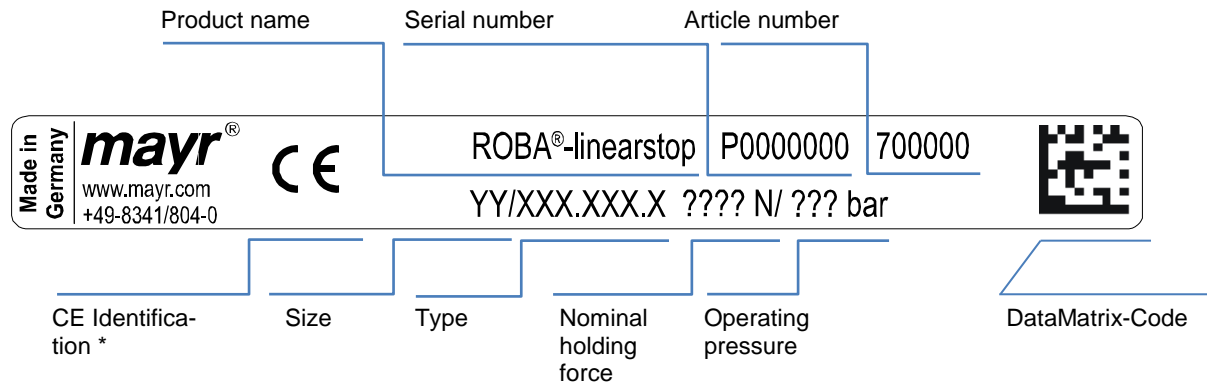 Product name Serial number Article number
Made in
Germany
mayr®
www.mayr.com
+49-8341/804-0
CE
ROBA®-linearstop P0000000 700000
YY/XXX.XXX.X ???? N/ ??? bar
CE Identifica-
tion *
Size
Type
Nominal
holding
force
Operating
pressure
DataMatrix-Code